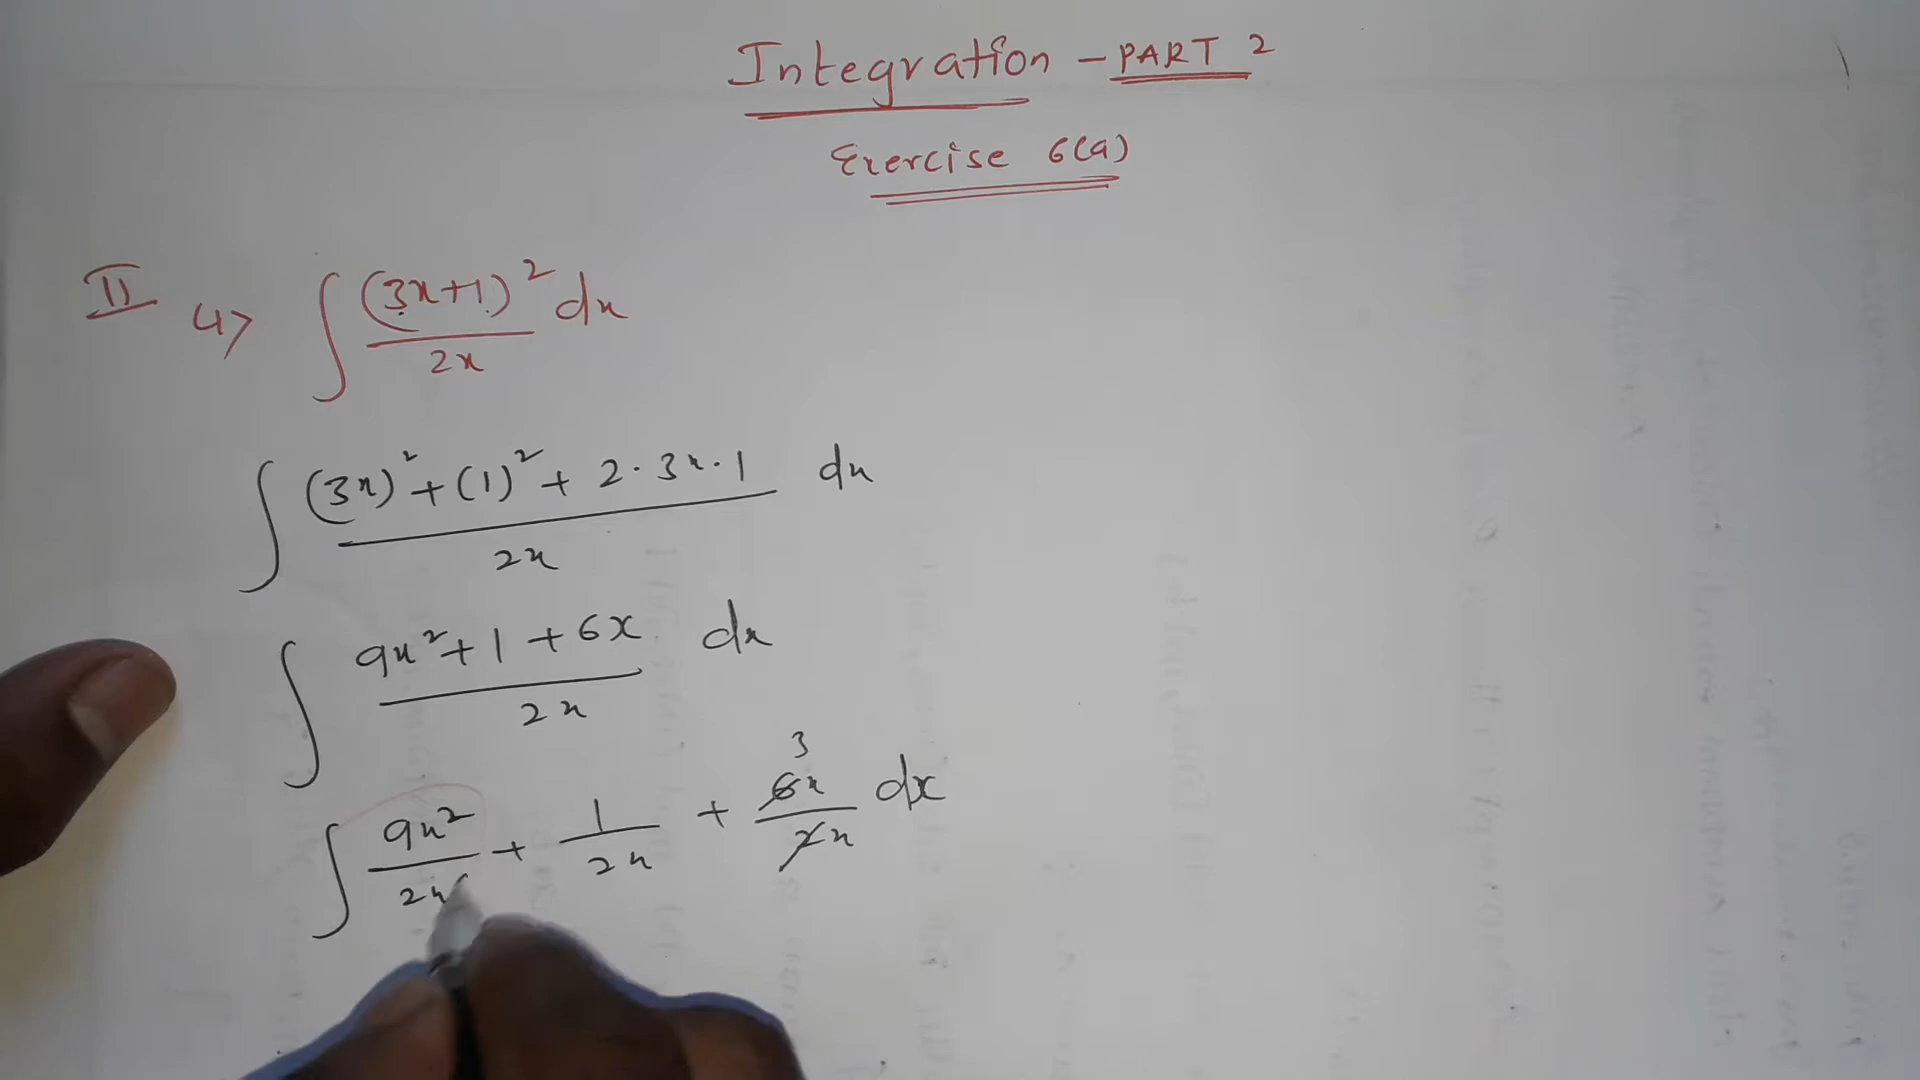 Integration - PART 2
Exercise 6(a)
II 4> ∫ (3x+1)² / 2x dx
∫ (3x)² + (1)² + 2·3x·1 / 2x dx
∫ 9x² + 1 + 6x / 2x dx
∫ 9x² / 2x + 1 / 2x + 6x / 2x dx 3